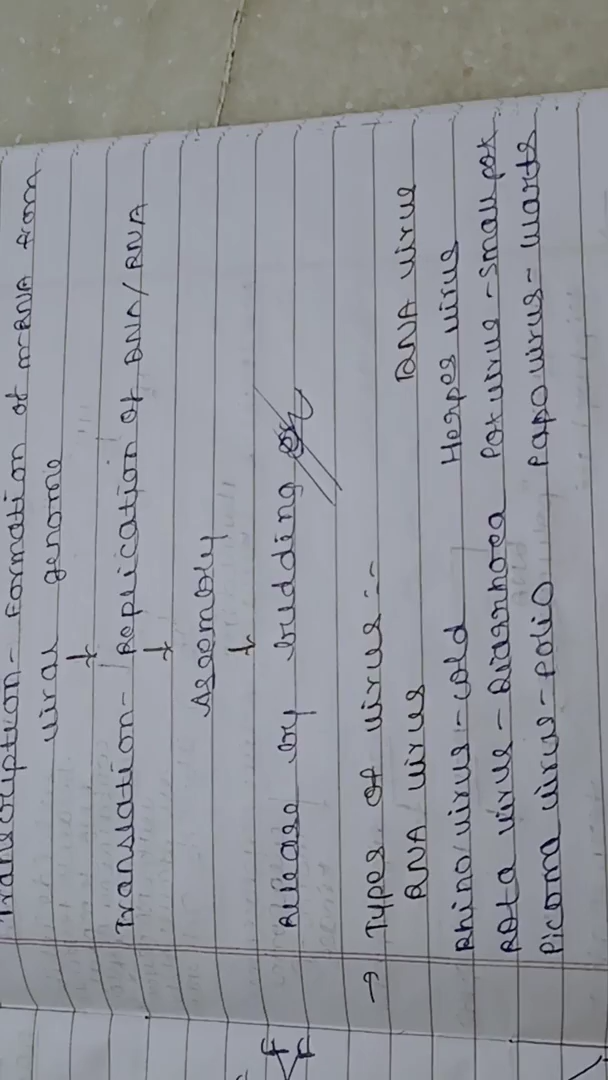 Transcription - Formation of mRNA from
viral genome
↓
Translation - Replication of DNA/RNA
↓
Assembly
↓
Release by budding
→ Types of virus :-
RNA virus DNA virus
Rhino virus - cold Herpes virus
Rota virus - Diarrhoea Pox virus - Small pox
Picorna virus - Polio Papo virus - Warts
F
F